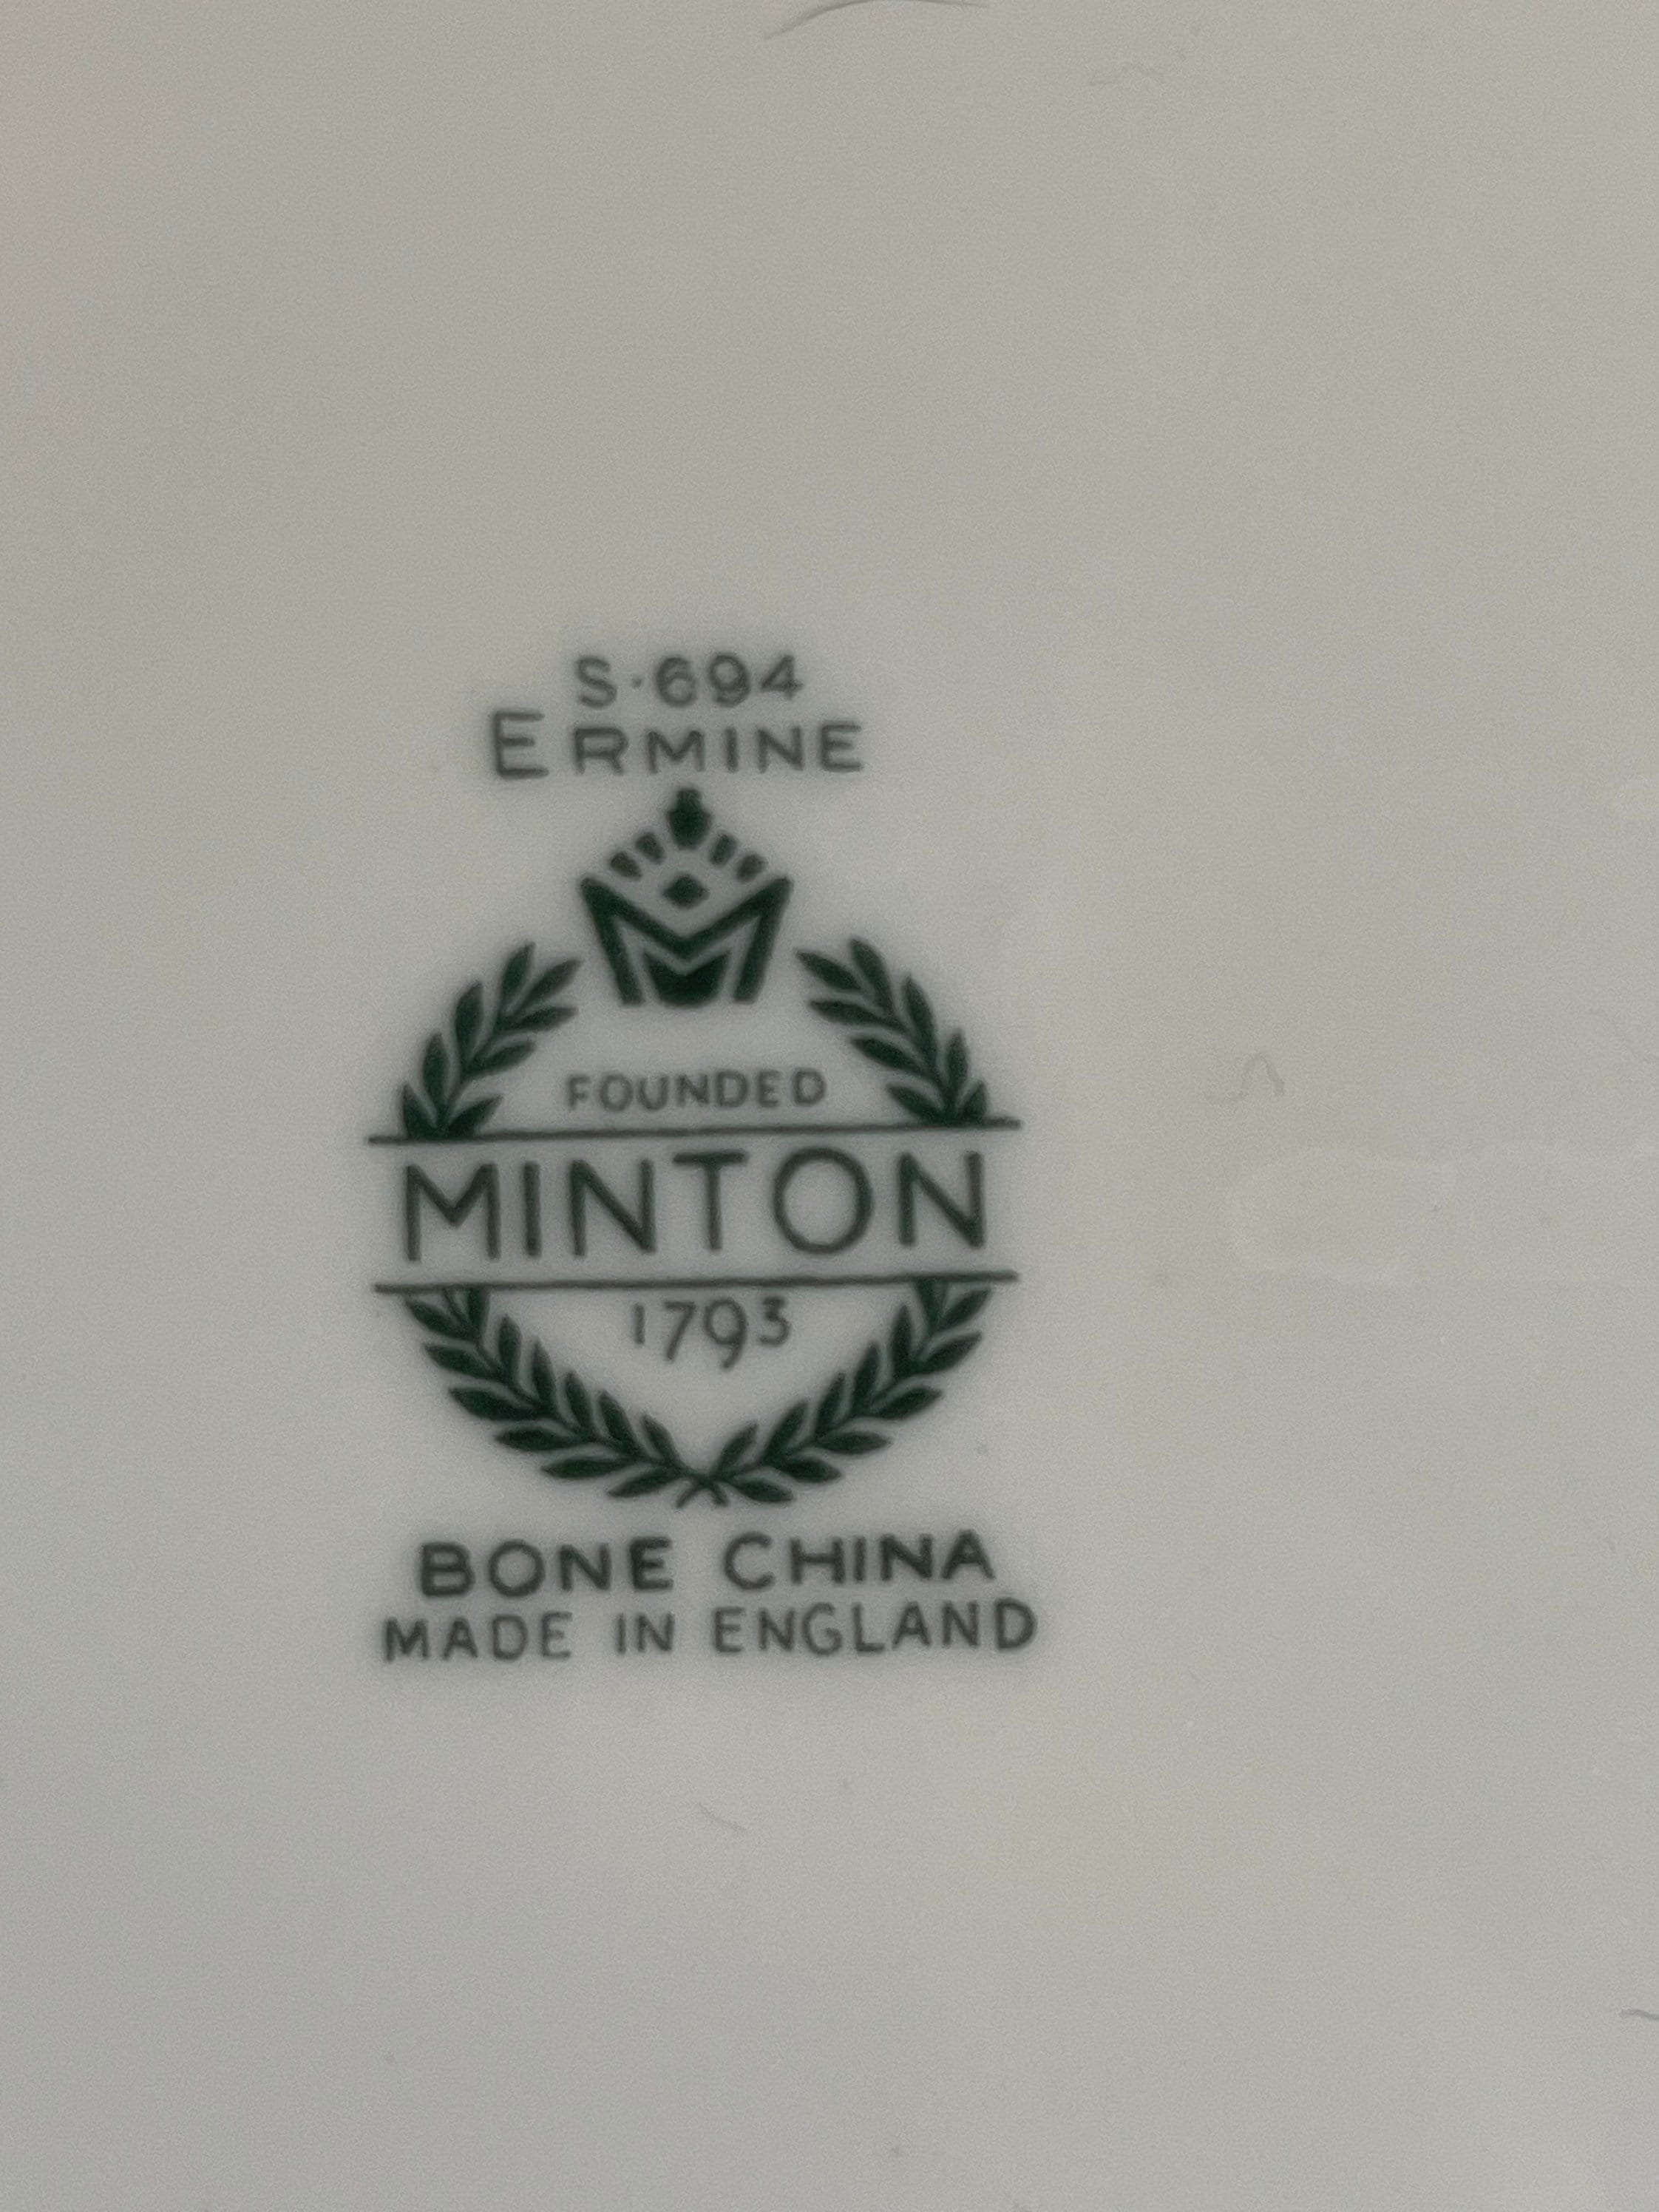 S·694
ERMINE
FOUNDED
MINTON
1793
BONE CHINA
MADE IN ENGLAND